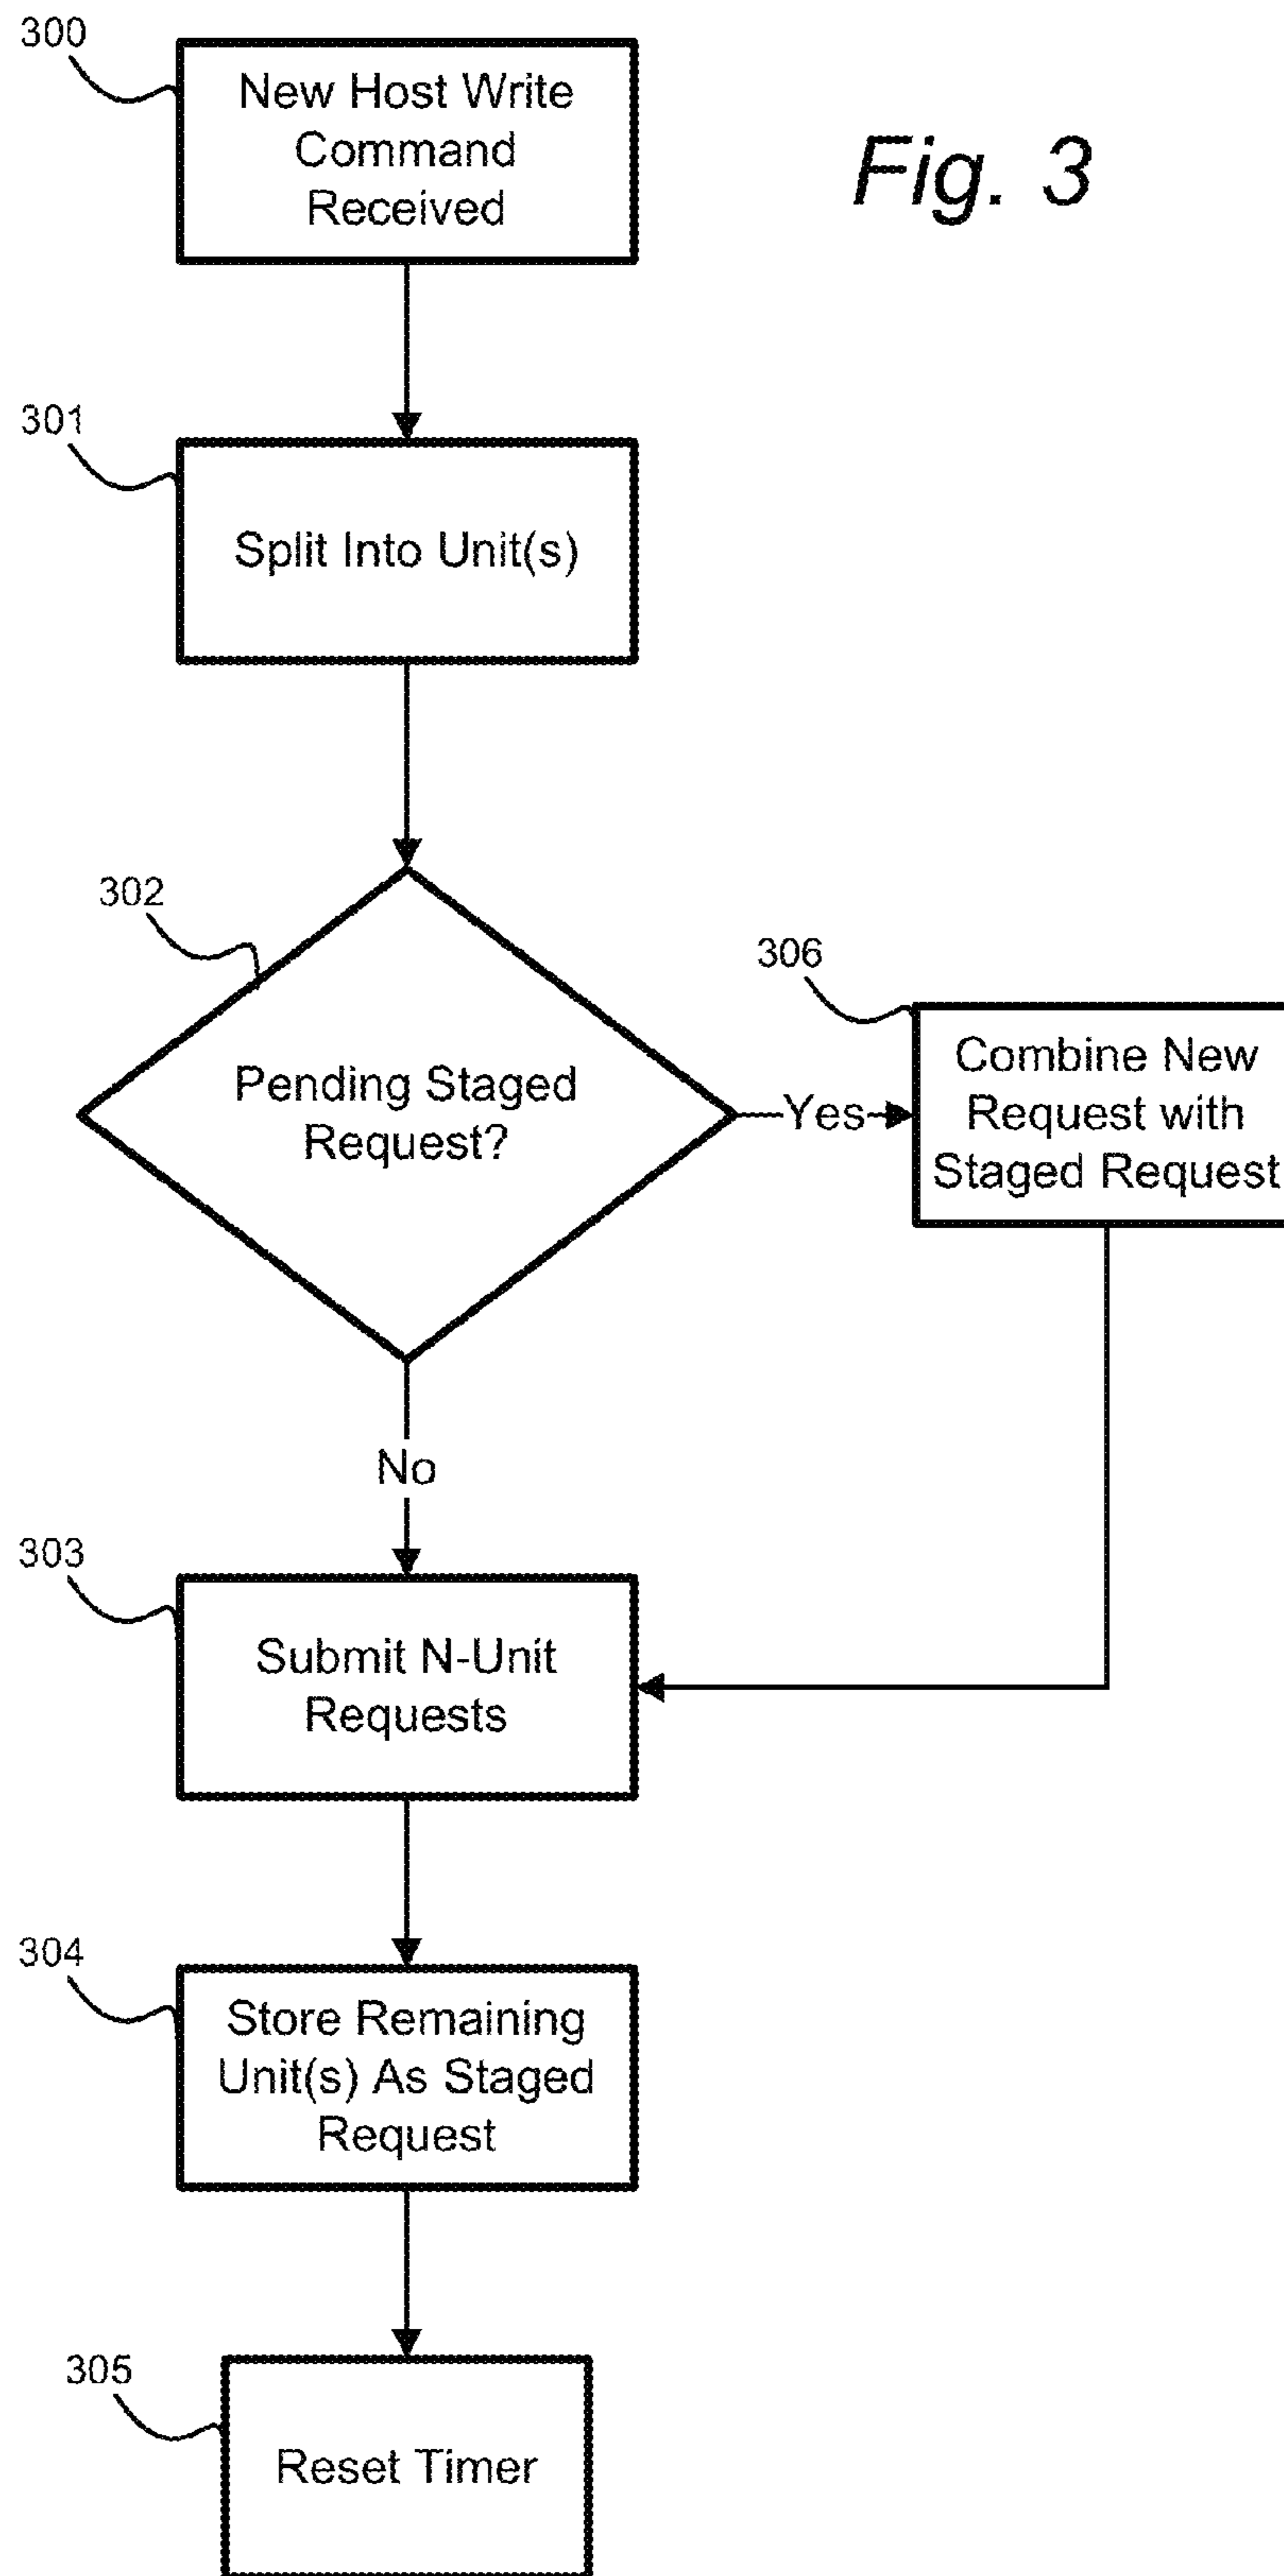 300
New Host Write
Command
Received
Fig. 3
301
Split Into Unit(s)
302
Pending Staged
Request?
Yes
306
Combine New
Request with
Staged Request
No
303
Submit N-Unit
Requests
304
Store Remaining
Unit(s) As Staged
Request
305
Reset Timer